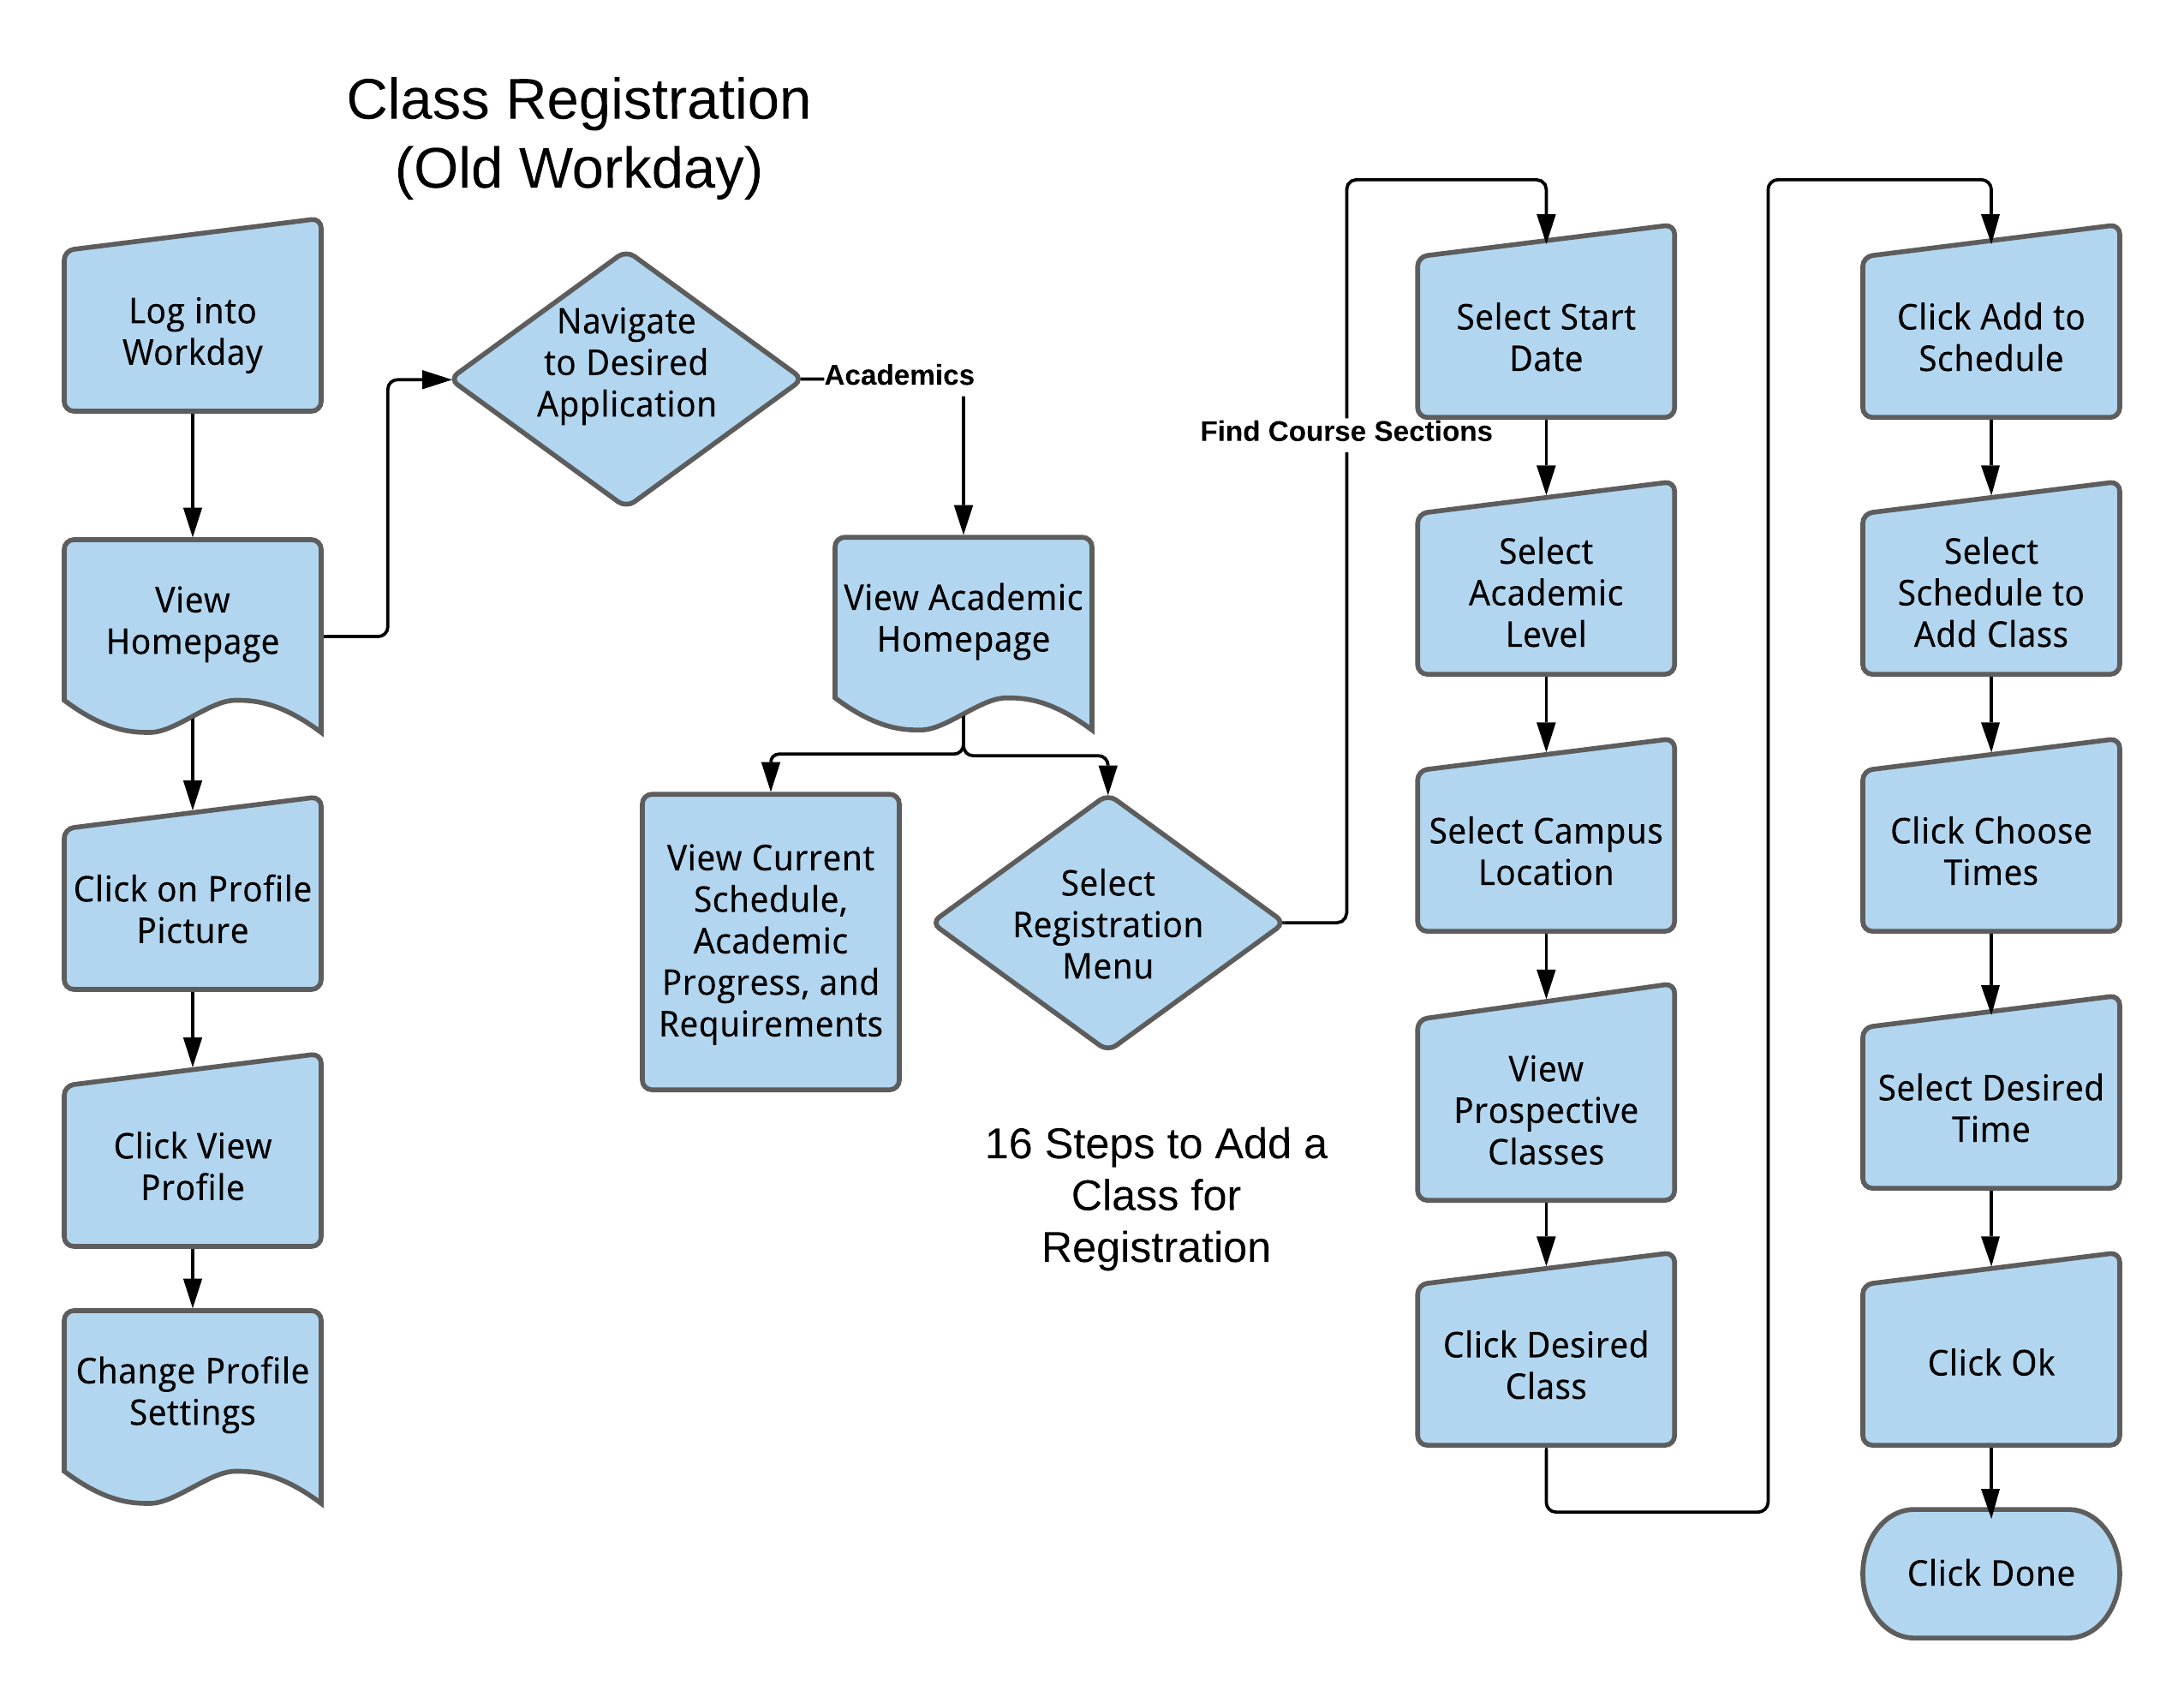 Class Registration
(Old Workday)
Log into
Workday
View
Homepage
Click on Profile
Picture
Click View
Profile
Change Profile
Settings
Navigate
to Desired
Application
Academics
View Academic
Homepage
View Current
Schedule,
Academic
Progress, and
Requirements
Select
Registration
Menu
16 Steps to Add a
Class for
Registration
Find Course Sections
Select Start
Date
Select
Academic
Level
Select Campus
Location
View
Prospective
Classes
Click Desired
Class
Click Add to
Schedule
Select
Schedule to
Add Class
Click Choose
Times
Select Desired
Time
Click Ok
Click Done